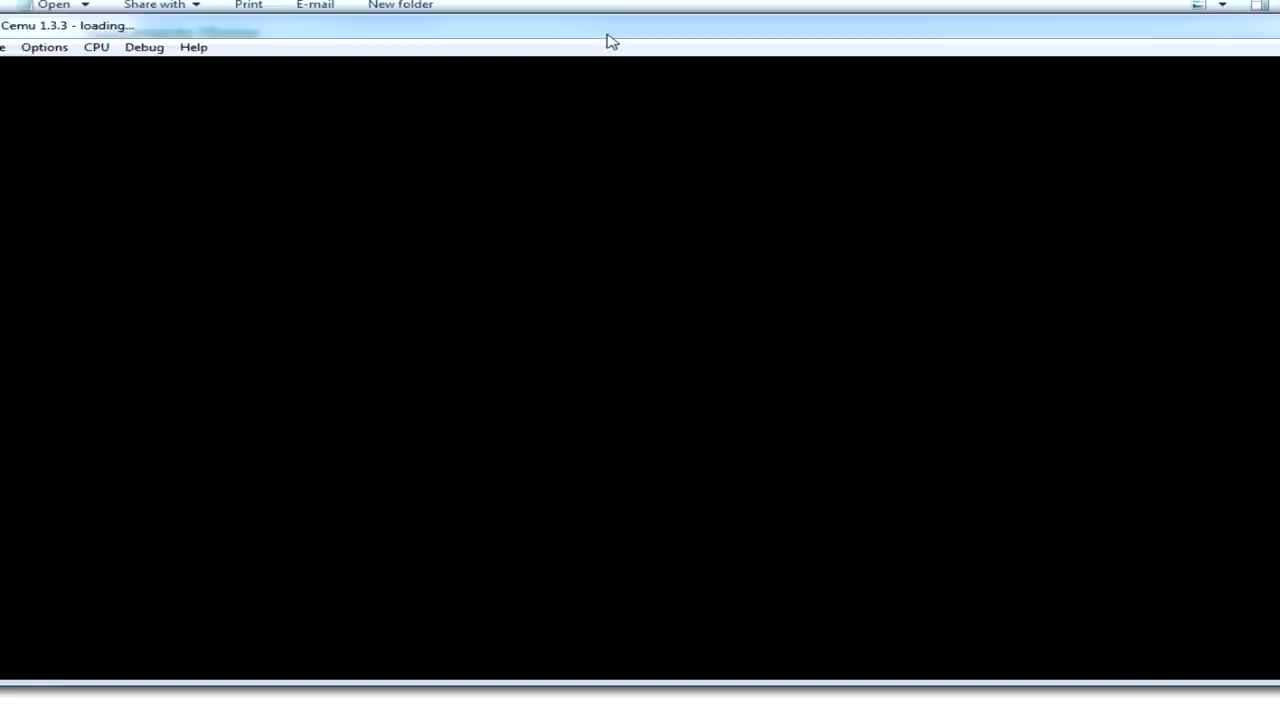 Open Share with Print E-mail New folder
Cemu 1.3.3 - loading...
e Options CPU Debug Help